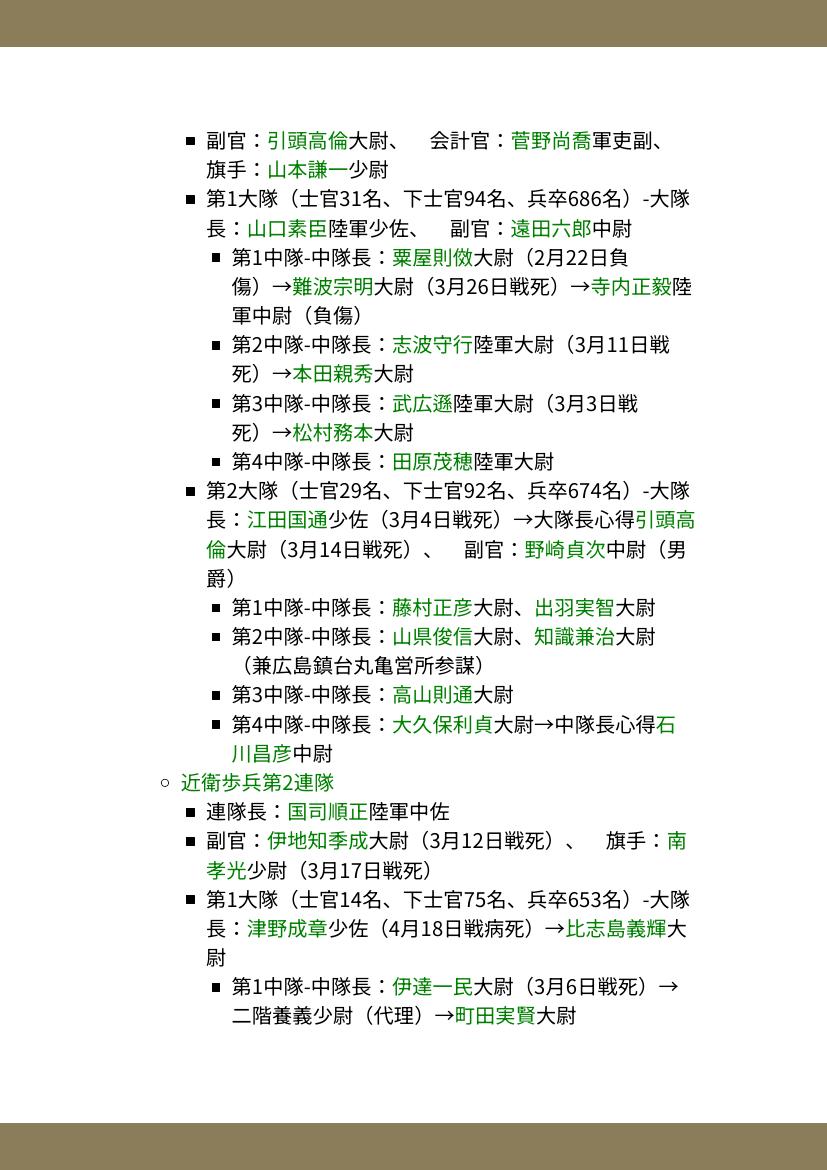 副官：引頭高倫大尉、　会計官：菅野尚喬軍吏副、
旗手：山本謙一少尉
第1大隊（士官31名、下士官94名、兵卒686名）-大隊
長：山口素臣陸軍少佐、　副官：遠田六郎中尉
第1中隊-中隊長：粟屋則倣大尉（2月22日負
傷）→難波宗明大尉（3月26日戦死）→寺内正毅陸
軍中尉（負傷）
第2中隊-中隊長：志波守行陸軍大尉（3月11日戦
死）→本田親秀大尉
第3中隊-中隊長：武広遜陸軍大尉（3月3日戦
死）→松村務本大尉
第4中隊-中隊長：田原茂穂陸軍大尉
第2大隊（士官29名、下士官92名、兵卒674名）-大隊
長：江田国通少佐（3月4日戦死）→大隊長心得引頭高
倫大尉（3月14日戦死）、　副官：野崎貞次中尉（男
爵）
第1中隊-中隊長：藤村正彦大尉、出羽実智大尉
第2中隊-中隊長：山県俊信大尉、知識兼治大尉
（兼広島鎮台丸亀営所参謀）
第3中隊-中隊長：高山則通大尉
第4中隊-中隊長：大久保利貞大尉→中隊長心得石
川昌彦中尉
近衛歩兵第2連隊
連隊長：国司順正陸軍中佐
副官：伊地知季成大尉（3月12日戦死）、　旗手：南
孝光少尉（3月17日戦死）
第1大隊（士官14名、下士官75名、兵卒653名）-大隊
長：津野成章少佐（4月18日戦病死）→比志島義輝大
尉
第1中隊-中隊長：伊達一民大尉（3月6日戦死）→
二階養義少尉（代理）→町田実賢大尉